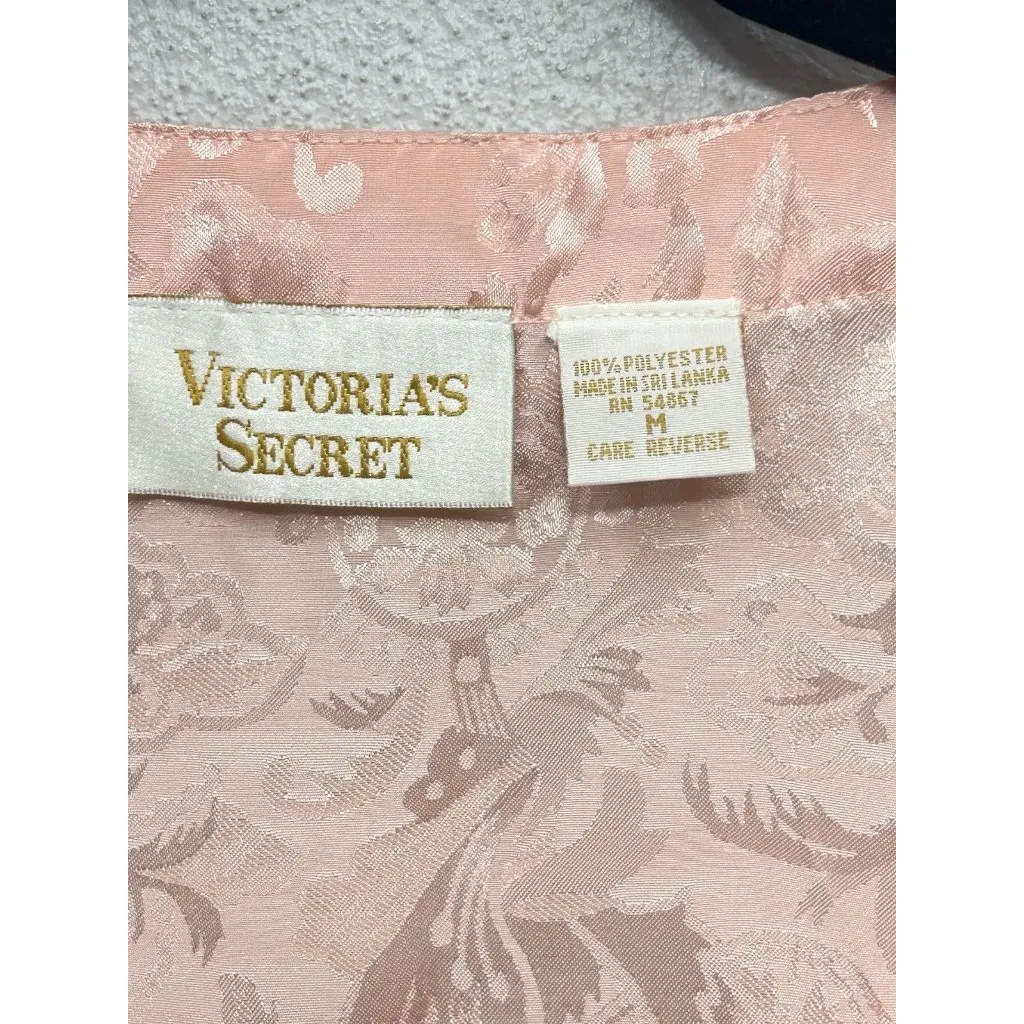 VICTORIA'S
SECRET
100% POLYESTER
MADE IN SRI LANKA
RN 54867
M
CARE REVERSE